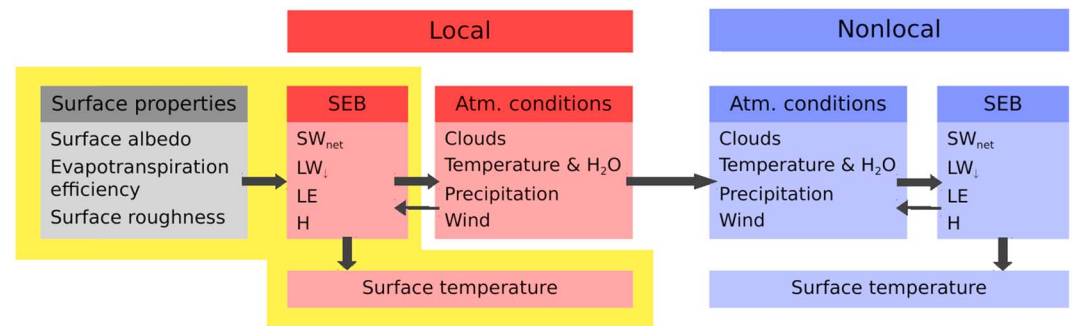 Local
Nonlocal
Surface properties
Surface albedo
Evapotranspiration
efficiency
Surface roughness
SEB
SWnet
LW↓
LE
H
Atm. conditions
Clouds
Temperature & H2O
Precipitation
Wind
Surface temperature
Atm. conditions
Clouds
Temperature & H2O
Precipitation
Wind
SEB
SWnet
LW↓
LE
H
Surface temperature